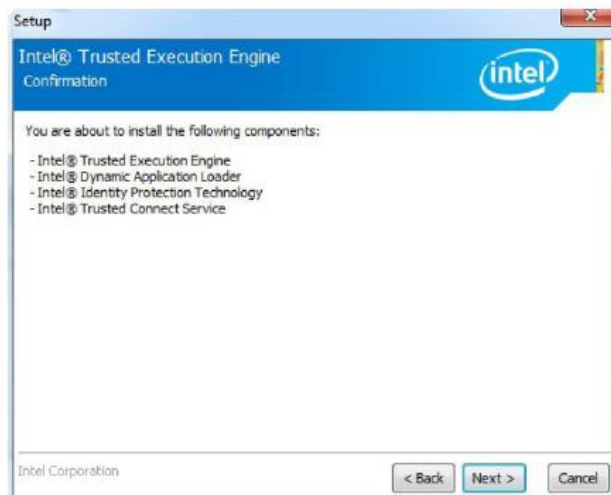 Setup
Intel® Trusted Execution Engine
Confirmation
intel
You are about to install the following components:
- Intel® Trusted Execution Engine
- Intel® Dynamic Application Loader
- Intel® Identity Protection Technology
- Intel® Trusted Connect Service
Intel Corporation
< Back Next > Cancel